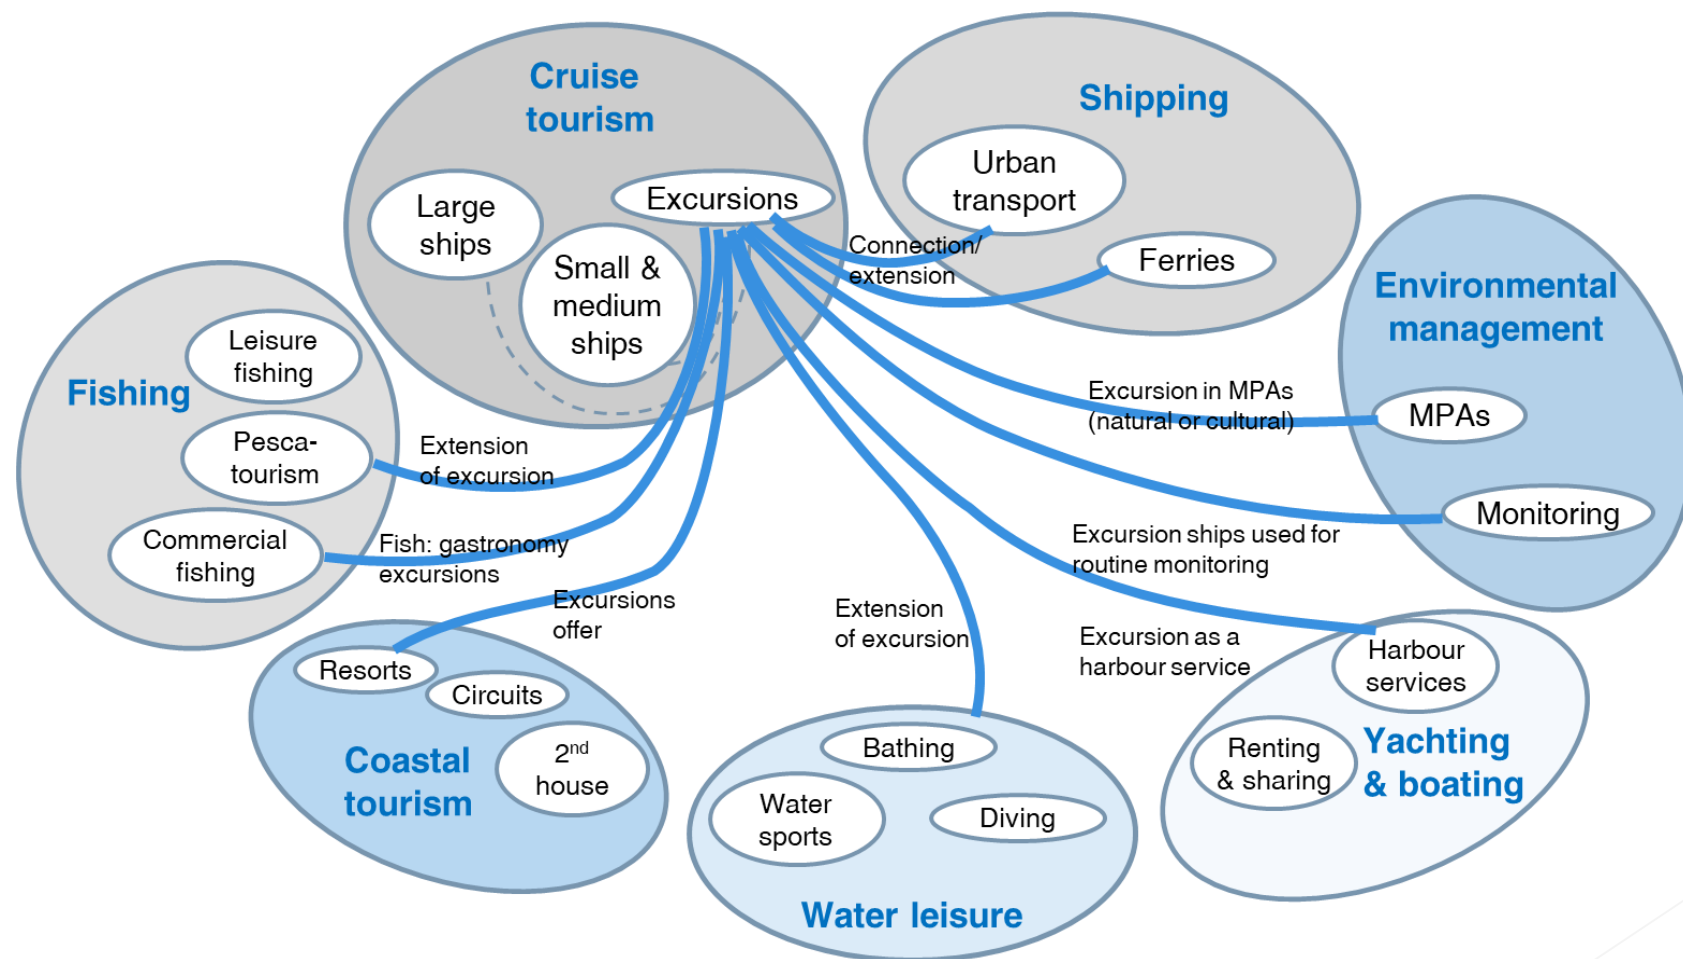 Cruise
tourism
Large
ships
Small &
medium
ships
Excursions
Shipping
Urban
transport
Ferries
Connection/
extension
Environmental
management
MPAs
Monitoring
Excursion in MPAs
(natural or cultural)
Excursion ships used for
routine monitoring
Fishing
Leisure
fishing
Pesca-
tourism
Commercial
fishing
Extension
of excursion
Fish: gastronomy
excursions
Excursions
offer
Extension
of excursion
Excursion as a
harbour service
Coastal
tourism
Resorts
Circuits
2nd
house
Water leisure
Bathing
Water
sports
Diving
Yachting
& boating
Harbour
services
Renting
& sharing